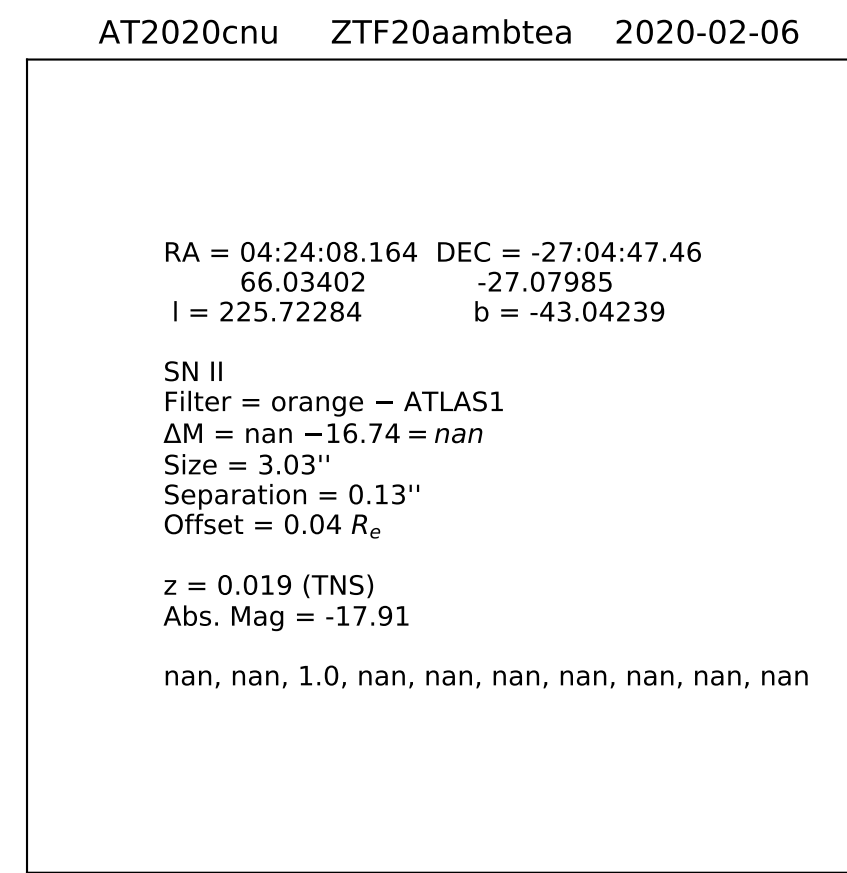 AT2020cnu ZTF20aambtea 2020-02-06
RA = 04:24:08.164 DEC = -27:04:47.46
66.03402 -27.07985
l = 225.72284 b = -43.04239
SN II
Filter = orange − ATLAS1
ΔM = nan −16.74 = nan
Size = 3.03''
Separation = 0.13''
Offset = 0.04 Rₑ
z = 0.019 (TNS)
Abs. Mag = -17.91
nan, nan, 1.0, nan, nan, nan, nan, nan, nan, nan